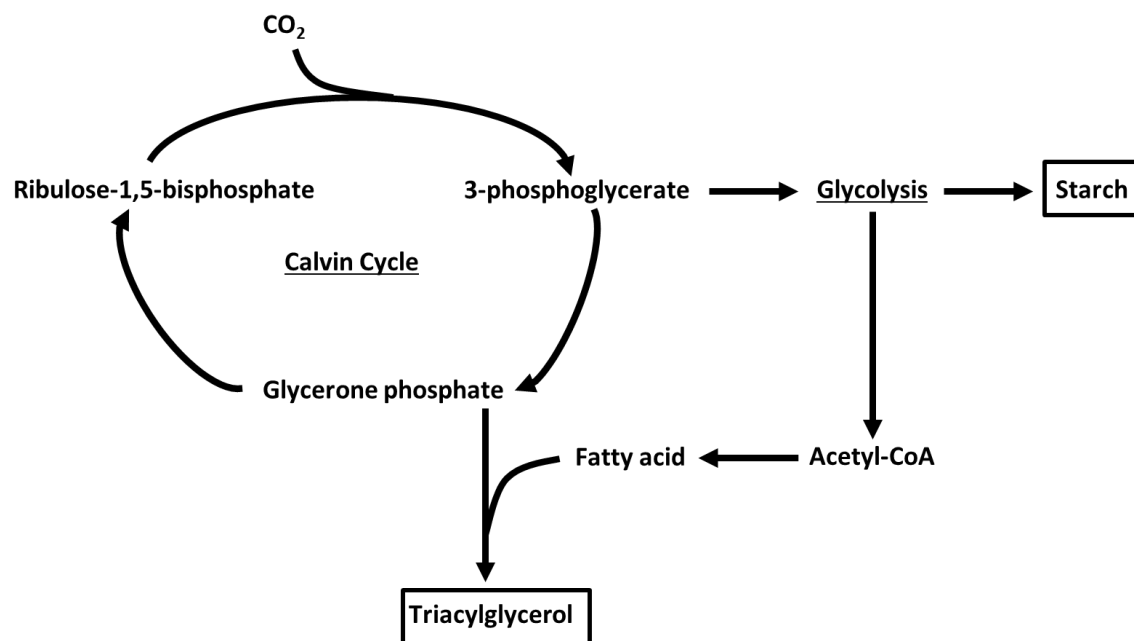 CO₂
Ribulose-1,5-bisphosphate
3-phosphoglycerate
Glycolysis
Starch
Calvin Cycle
Glycerone phosphate
Fatty acid
Acetyl-CoA
Triacylglycerol